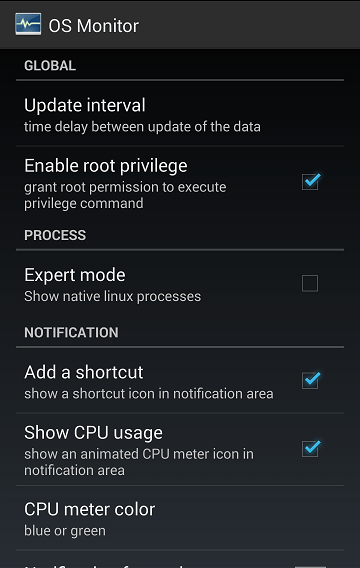 OS Monitor
GLOBAL
Update interval
time delay between update of the data
Enable root privilege
grant root permission to execute
privilege command
PROCESS
Expert mode
Show native linux processes
NOTIFICATION
Add a shortcut
show a shortcut icon in notification area
Show CPU usage
show an animated CPU meter icon in
notification area
CPU meter color
blue or green